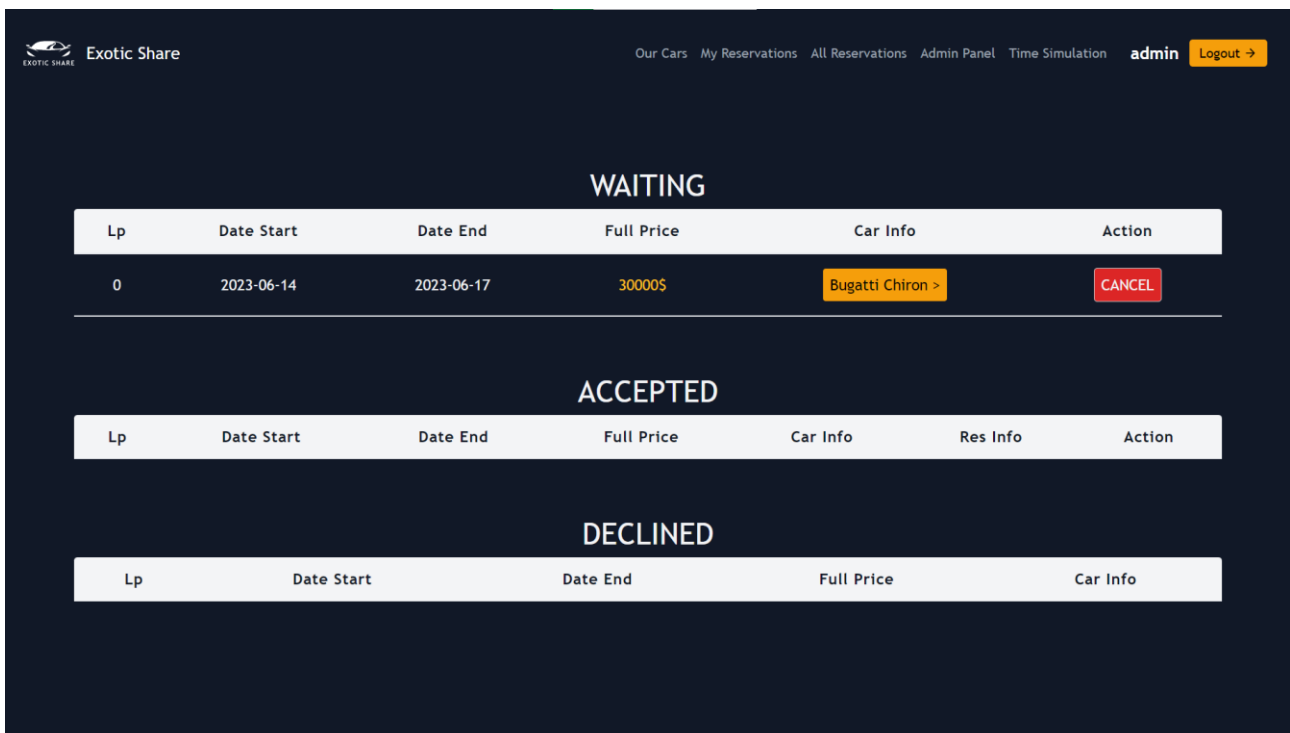 EXOTIC SHARE Exotic Share Our Cars My Reservations All Reservations Admin Panel Time Simulation admin Logout →
WAITING
Lp Date Start Date End Full Price Car Info Action
0 2023-06-14 2023-06-17 30000$ Bugatti Chiron > CANCEL
ACCEPTED
Lp Date Start Date End Full Price Car Info Res Info Action
DECLINED
Lp Date Start Date End Full Price Car Info